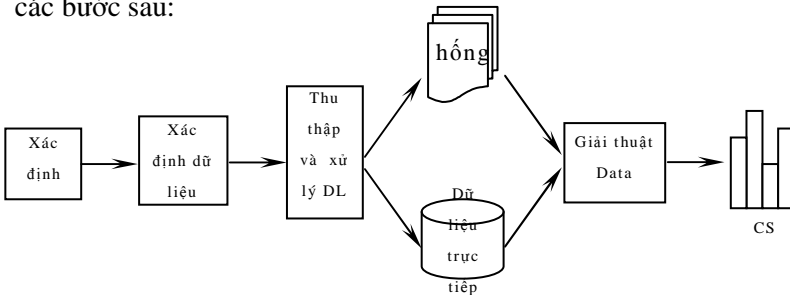 các bước sau:
Xác
định
Xác
định dữ
liệu
Thu
thập
và xử
lý DL
hống
Dữ
liệu
trực
tiếp
Giải thuật
Data
CS